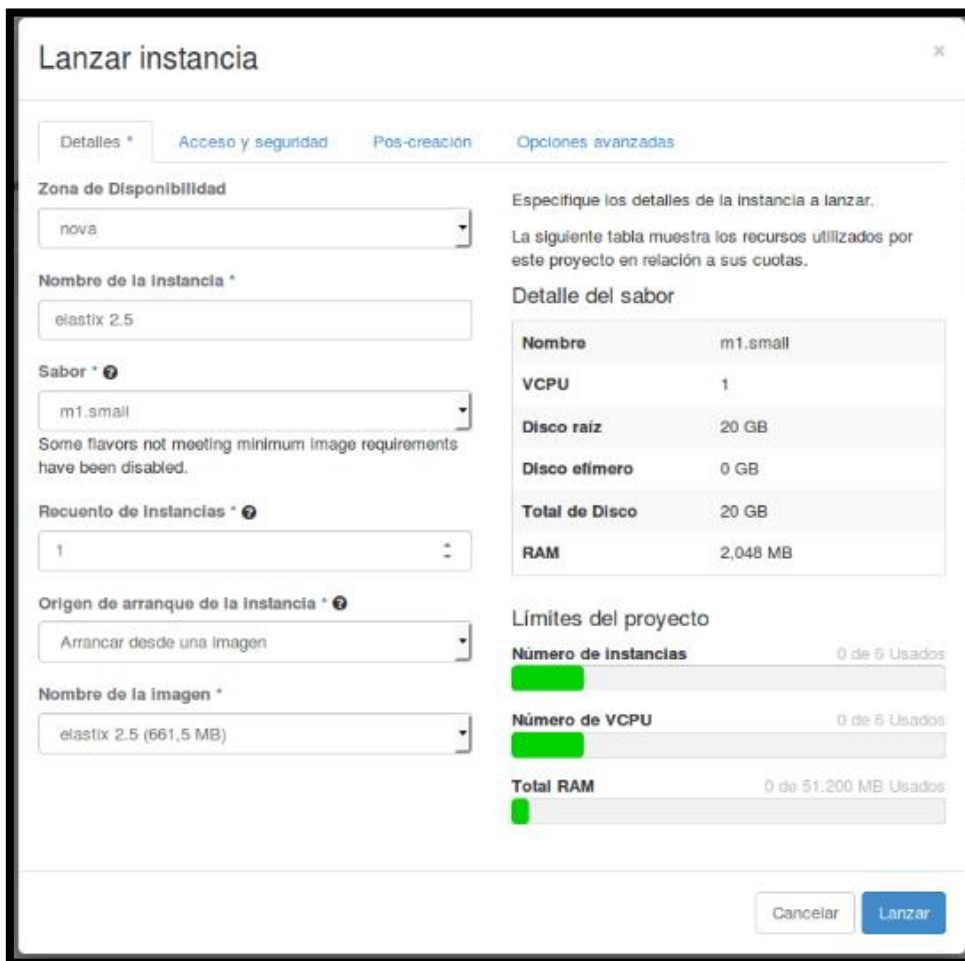 Lanzar instancia
×
Detalles *
Acceso y seguridad
Pos-creación
Opciones avanzadas
Zona de Disponibilidad
nova
Nombre de la instancia *
elastix 2.5
Sabor *
m1.small
Some flavors not meeting minimum image requirements
have been disabled.
Recuento de instancias *
1
Origen de arranque de la instancia *
Arrancar desde una imagen
Nombre de la imagen *
elastix 2.5 (661,5 MB)
Especifique los detalles de la instancia a lanzar.
La siguiente tabla muestra los recursos utilizados por
este proyecto en relación a sus cuotas.
Detalle del sabor
Nombre m1.small
VCPU 1
Disco raíz 20 GB
Disco efímero 0 GB
Total de Disco 20 GB
RAM 2,048 MB
Límites del proyecto
Número de instancias 0 de 6 Usados
Número de VCPU 0 de 6 Usados
Total RAM 0 de 51.200 MB Usados
Cancelar
Lanzar